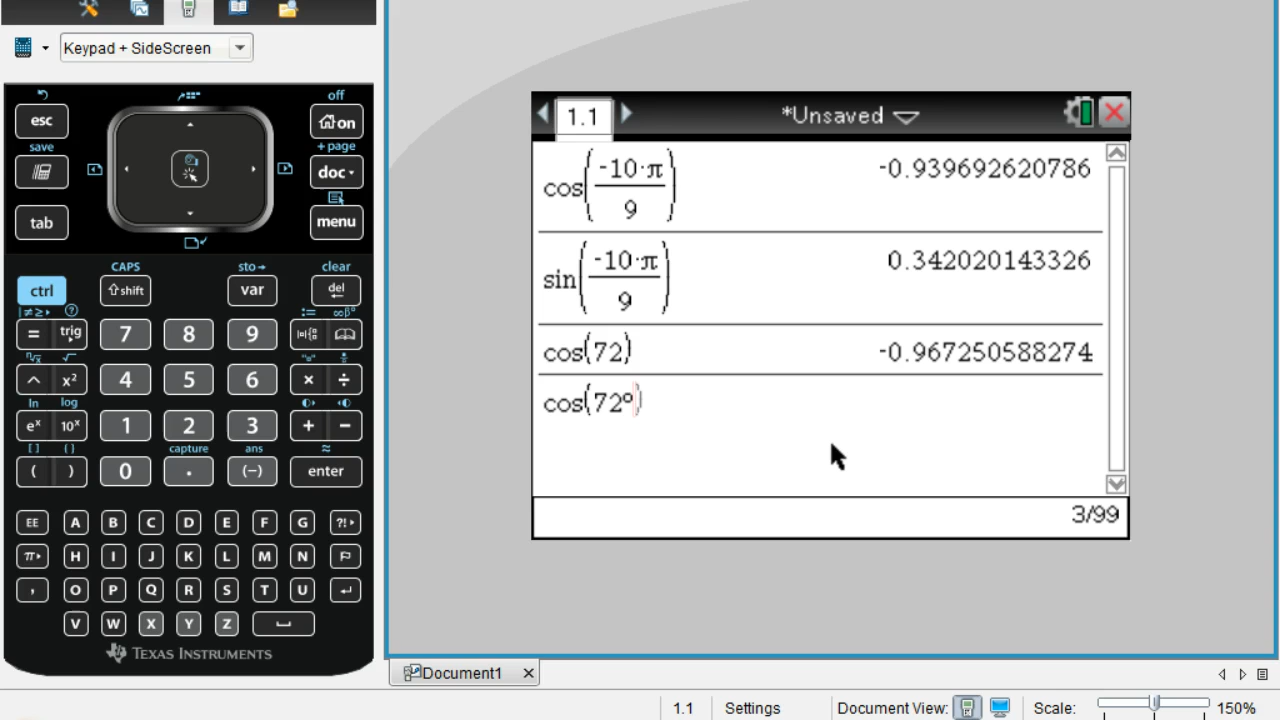 Keypad + SideScreen
off
esc
on
save
+ page
doc
tab
menu
CAPS
sto→
clear
ctrl
⇧shift
var
del
|≠≥▸
?
:=
∞β°
=
trig
7
8
9
ⁿ√x
√
^
x²
4
5
6
×
÷
ln
log
eˣ
10ˣ
1
2
3
+
−
[ ]
{ }
capture
ans
≈
(
)
0
.
(−)
enter
EE
A
B
C
D
E
F
G
?!▸
π▸
H
I
J
K
L
M
N
,
O
P
Q
R
S
T
U
V
W
X
Y
Z
TEXAS INSTRUMENTS
1.1
*Unsaved
cos(-10·π/9)
-0.939692620786
sin(-10·π/9)
0.342020143326
cos(72)
-0.967250588274
cos(72°)
3/99
Document1
1.1
Settings
Document View:
Scale:
150%